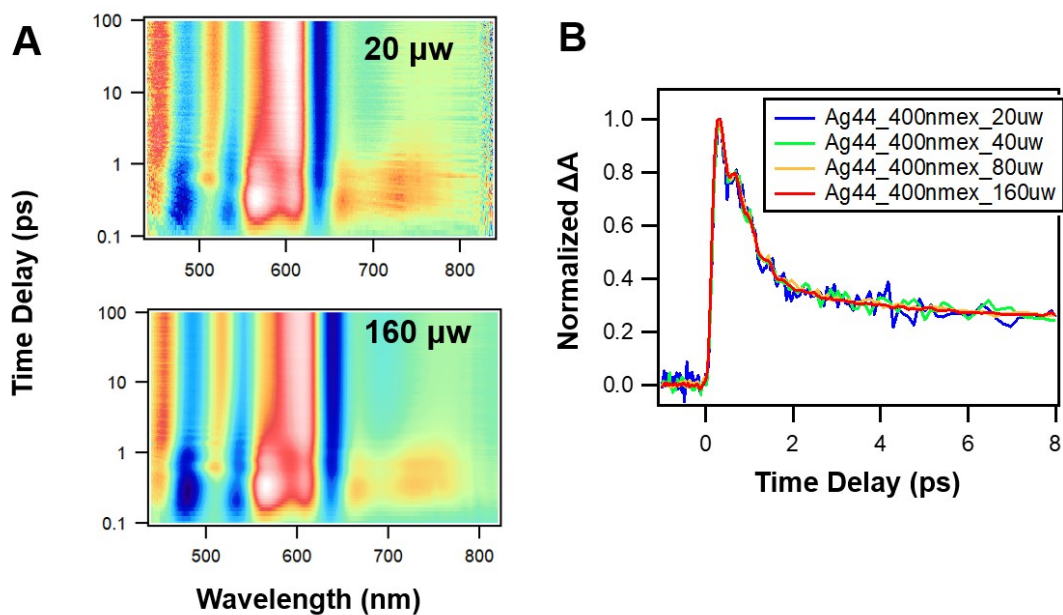 A
100
10
1
0.1
20 µw
500
600
700
800
Time Delay (ps)
100
10
1
0.1
160 µw
500
600
700
800
Wavelength (nm)
B
1.0
0.8
0.6
0.4
0.2
0.0
Normalized ΔA
Ag44_400nmex_20uw
Ag44_400nmex_40uw
Ag44_400nmex_80uw
Ag44_400nmex_160uw
0
2
4
6
8
Time Delay (ps)